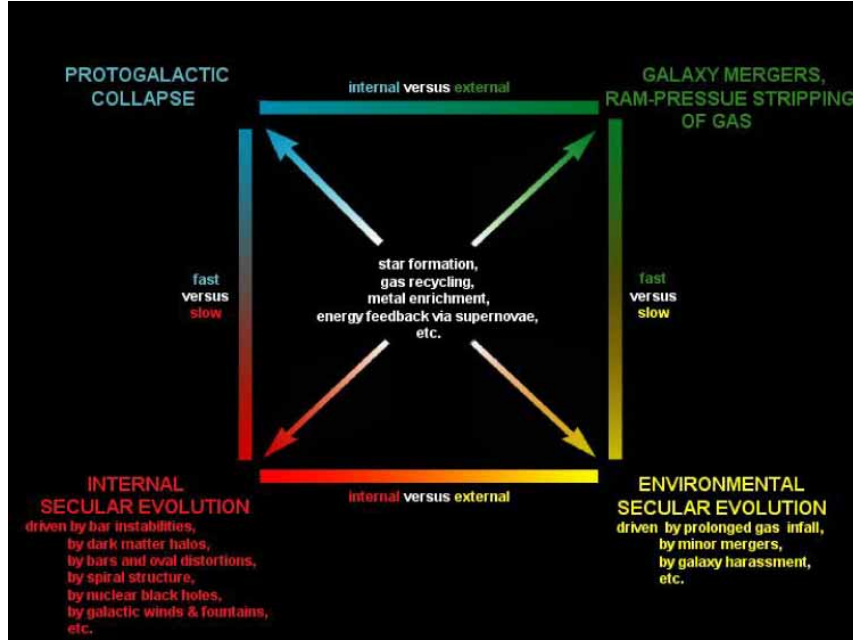 PROTOGALACTIC
COLLAPSE
internal versus external
GALAXY MERGERS,
RAM-PRESSUE STRIPPING
OF GAS
fast
versus
slow
star formation,
gas recycling,
metal enrichment,
energy feedback via supernovae,
etc.
fast
versus
slow
INTERNAL
SECULAR EVOLUTION
driven by bar instabilities,
by dark matter halos,
by bars and oval distortions,
by spiral structure,
by nuclear black holes,
by galactic winds & fountains,
etc.
internal versus external
ENVIRONMENTAL
SECULAR EVOLUTION
driven by prolonged gas infall,
by minor mergers,
by galaxy harassment,
etc.